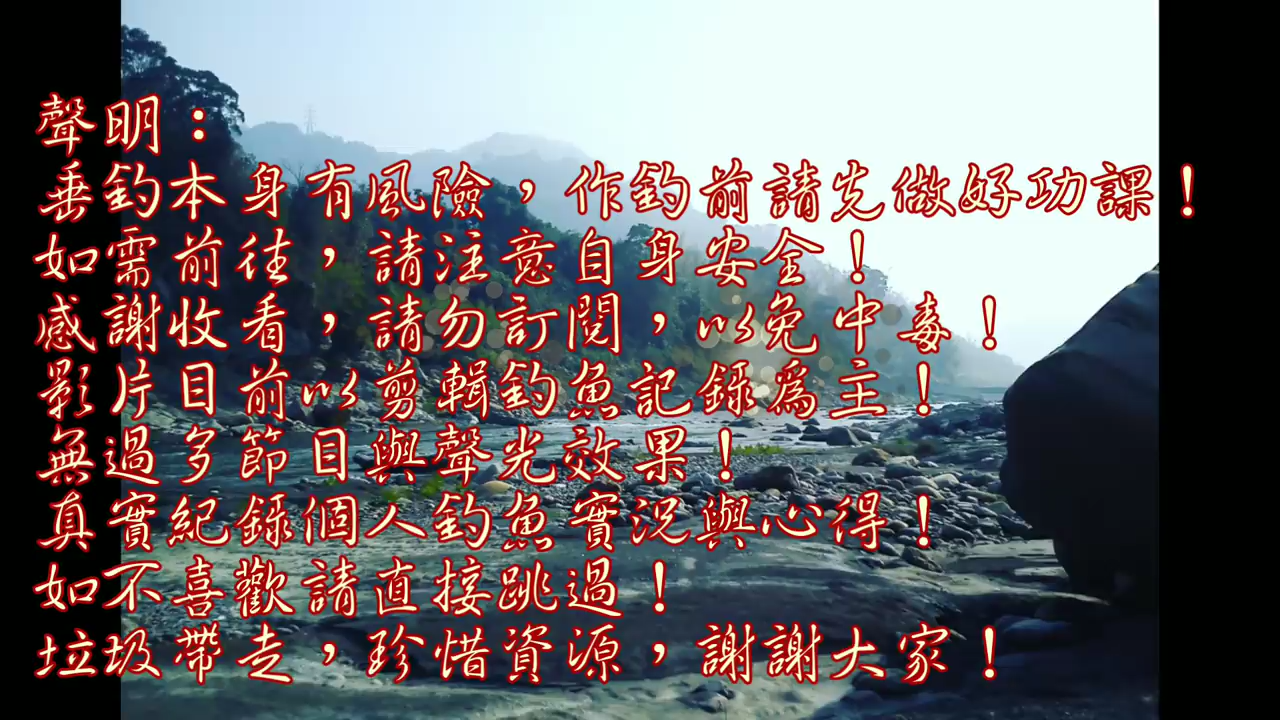 聲明：
垂釣本身有風險，作釣前請先做好功課！
如需前往，請注意自身安全！
感謝收看，請勿訂閱，以免中毒！
影片目前以剪輯釣魚記錄為主！
無過多節目與聲光效果！
真實紀錄個人釣魚實況與心得！
如不喜歡請直接跳過！
垃圾帶走，珍惜資源，謝謝大家！